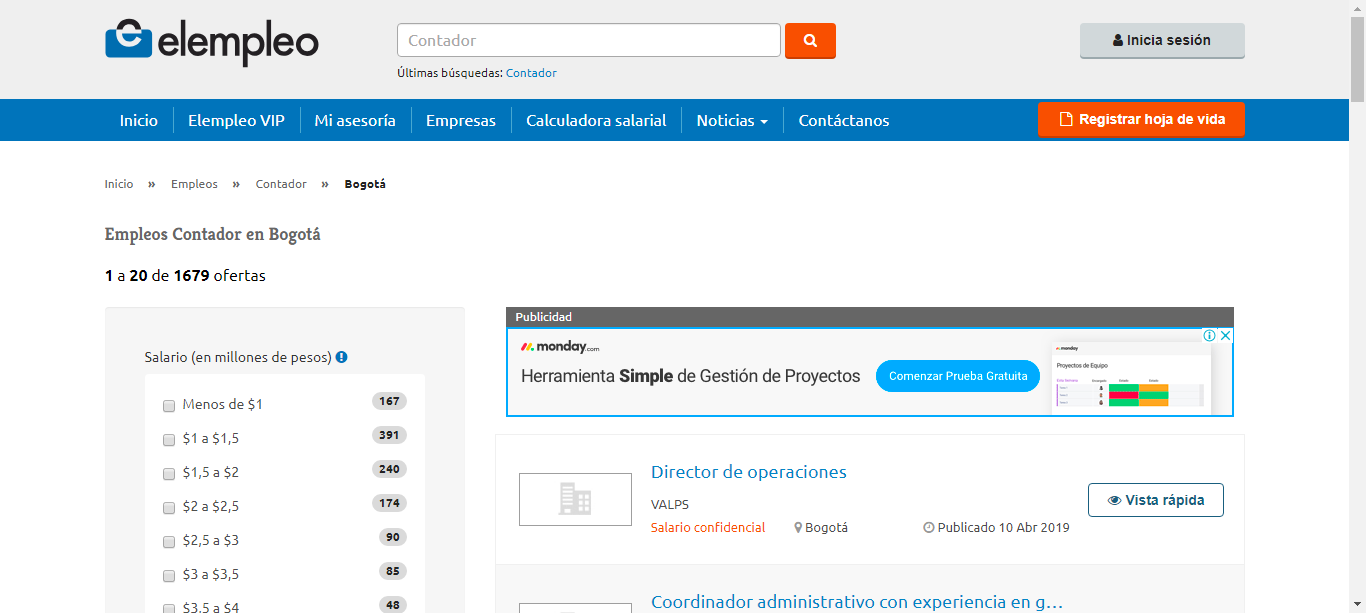 elempleo
Contador
Últimas búsquedas: Contador
Inicia sesión
Inicio
Elempleo VIP
Mi asesoría
Empresas
Calculadora salarial
Noticias
Contáctanos
Registrar hoja de vida
Inicio » Empleos » Contador » Bogotá
Empleos Contador en Bogotá
1 a 20 de 1679 ofertas
Salario (en millones de pesos)
Menos de $1 167
$1 a $1,5 391
$1,5 a $2 240
$2 a $2,5 174
$2,5 a $3 90
$3 a $3,5 85
$3,5 a $4 48
Publicidad
monday.com
Herramienta Simple de Gestión de Proyectos
Comenzar Prueba Gratuita
monday
Proyectos de Equipo
Director de operaciones
VALPS
Salario confidencial
Bogotá
Publicado 10 Abr 2019
Vista rápida
Coordinador administrativo con experiencia en g...